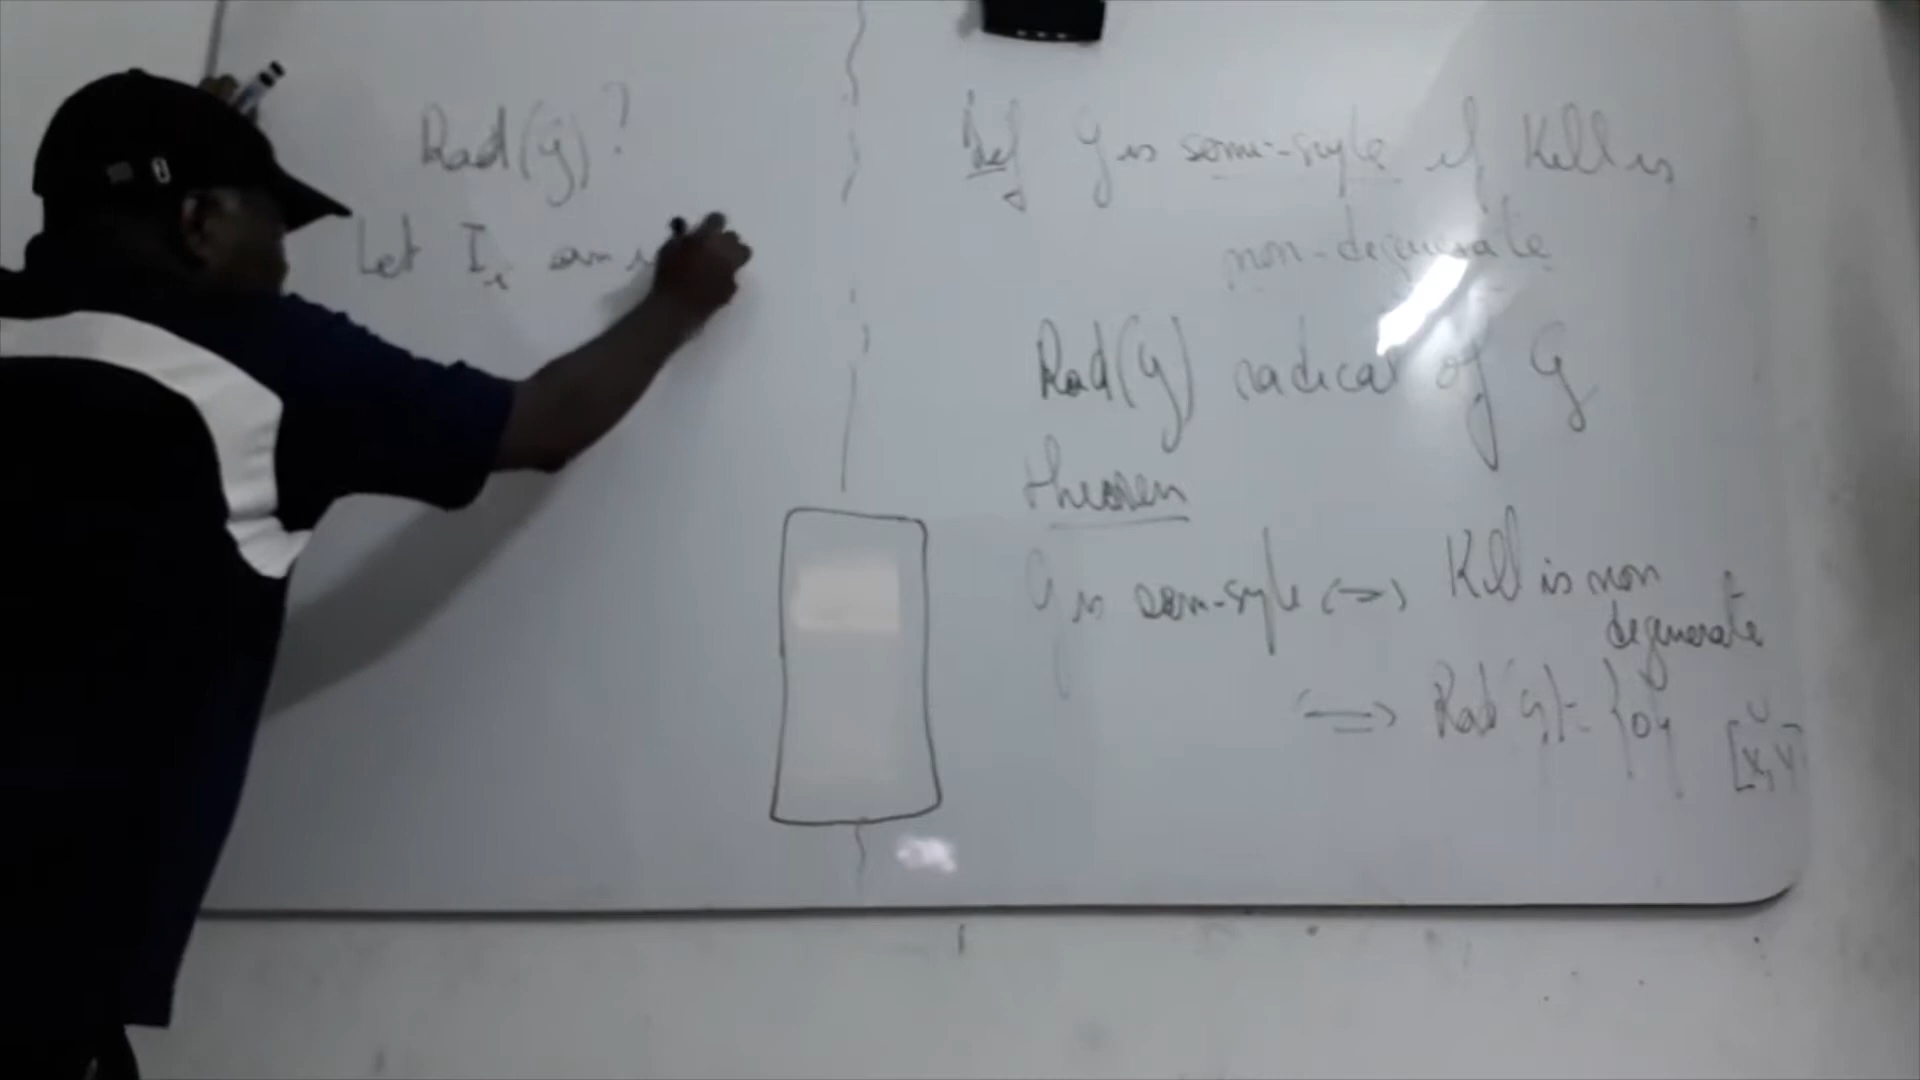 Rad(g)?
Let I_i an i
Def g is semi-simple if Kill is
non-degenerate
Rad(g) radical of g
theorem
g is semi-simple <=> Kill is non
degenerate
<=> Rad(g) = {0}
[X,Y]